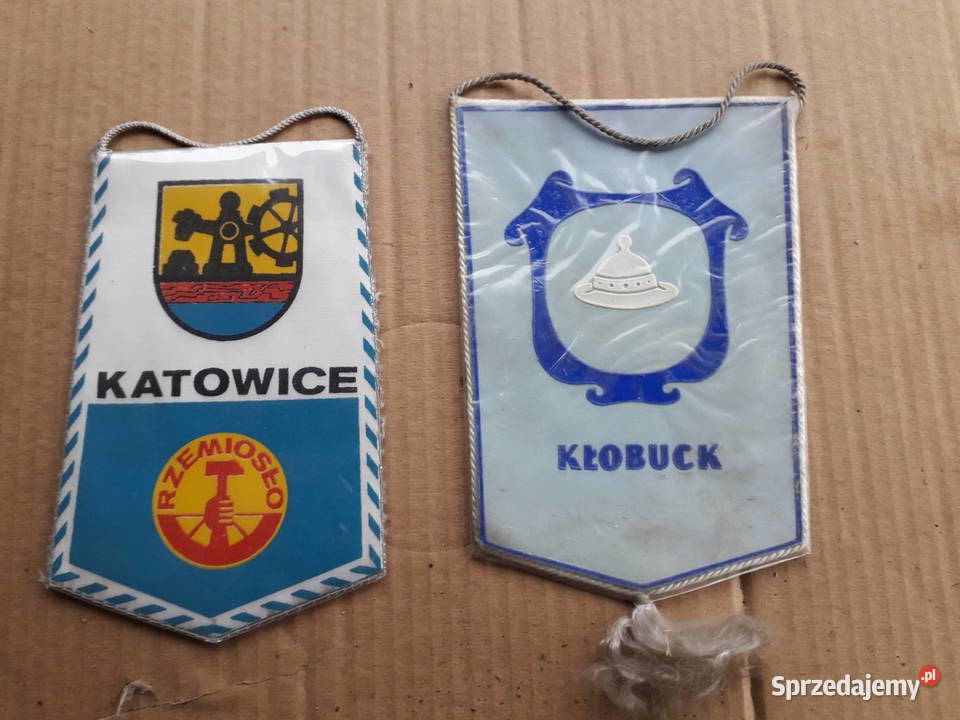 KATOWICE
RZEMIOSŁO
KŁOBUCK
Sprzedajemy.pl